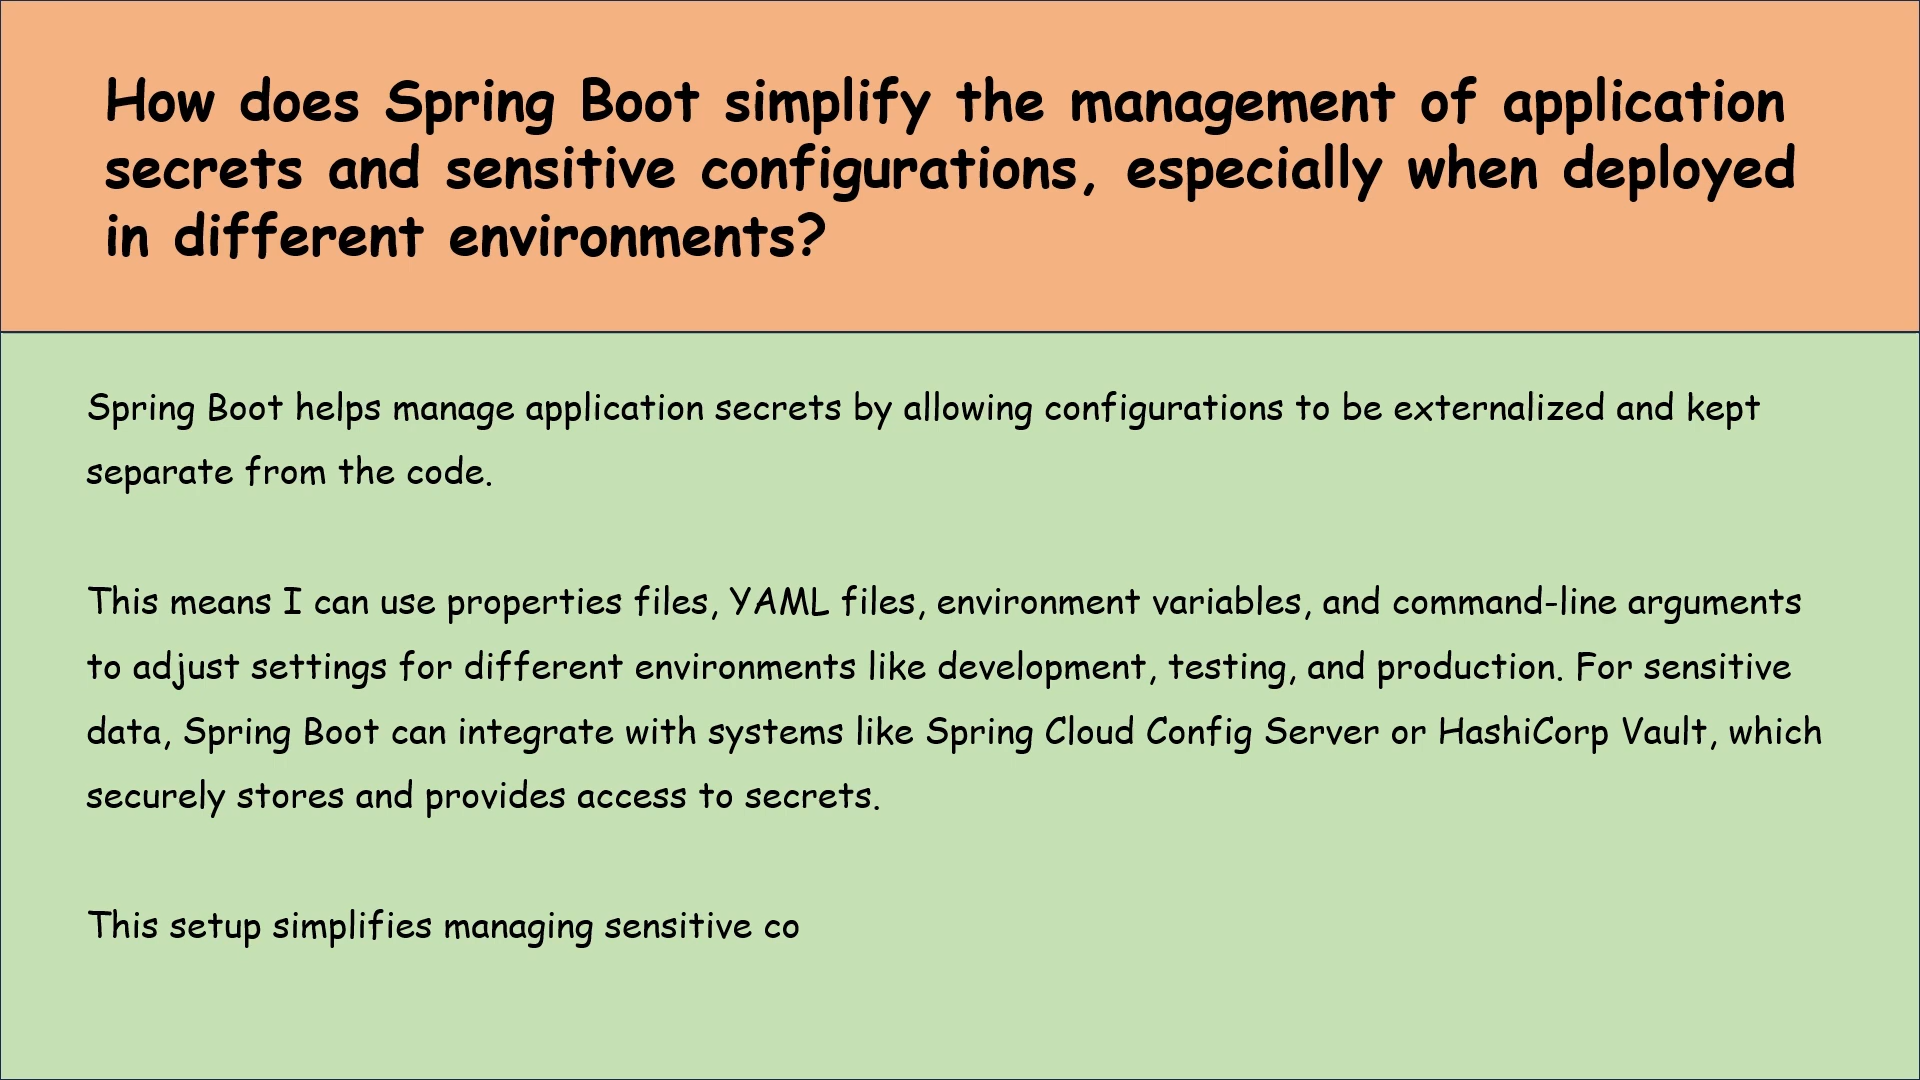 How does Spring Boot simplify the management of application
secrets and sensitive configurations, especially when deployed
in different environments?
Spring Boot helps manage application secrets by allowing configurations to be externalized and kept
separate from the code.
This means I can use properties files, YAML files, environment variables, and command-line arguments
to adjust settings for different environments like development, testing, and production. For sensitive
data, Spring Boot can integrate with systems like Spring Cloud Config Server or HashiCorp Vault, which
securely stores and provides access to secrets.
This setup simplifies managing sensitive co